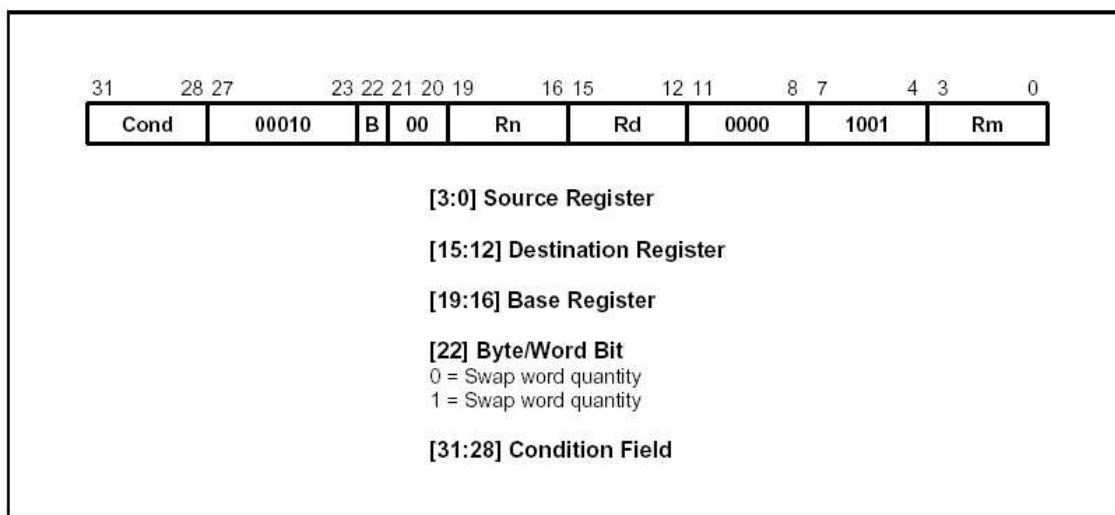 31 28 27 23 22 21 20 19 16 15 12 11 8 7 4 3 0
Cond 00010 B 00 Rn Rd 0000 1001 Rm
[3:0] Source Register
[15:12] Destination Register
[19:16] Base Register
[22] Byte/Word Bit
0 = Swap word quantity
1 = Swap word quantity
[31:28] Condition Field